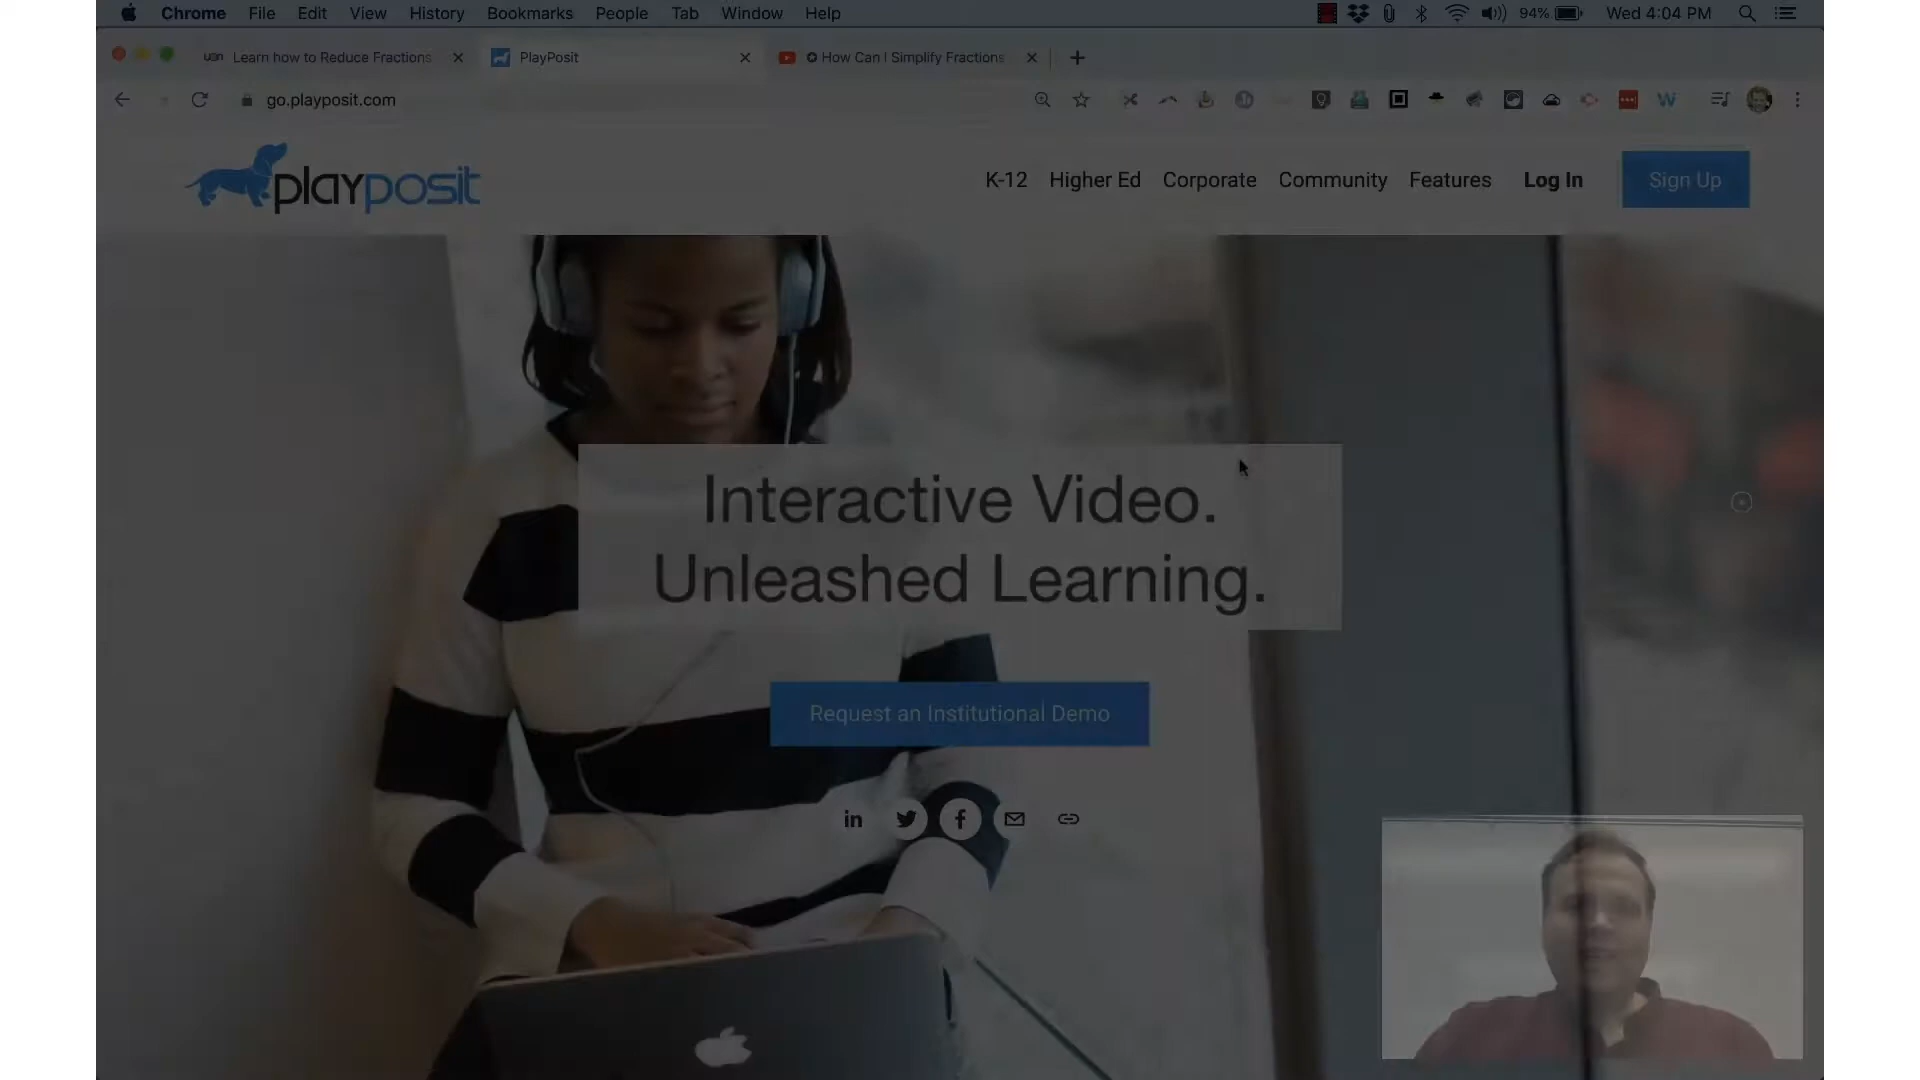 Chrome File Edit View History Bookmarks People Tab Window Help 94% Wed 4:04 PM
uen Learn how to Reduce Fractions PlayPosit How Can I Simplify Fractions
go.playposit.com
playposit K-12 Higher Ed Corporate Community Features Log In Sign Up
Interactive Video.
Unleashed Learning.
Request an Institutional Demo